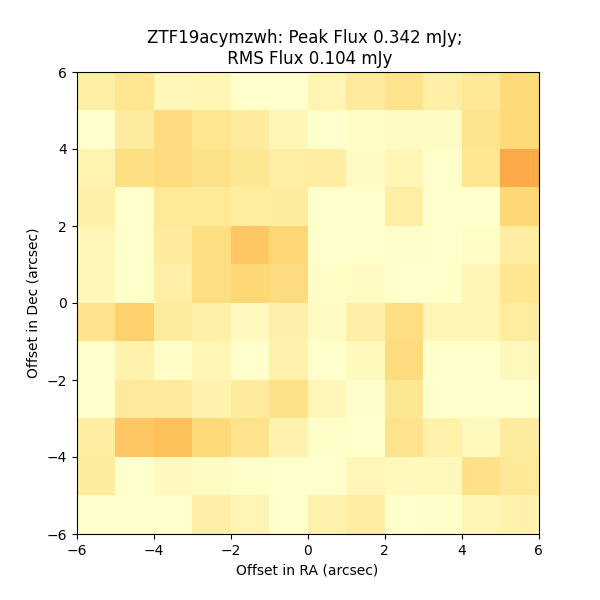 ZTF19acymzwh: Peak Flux 0.342 mJy;
RMS Flux 0.104 mJy
6
4
2
0
−2
−4
−6
Offset in Dec (arcsec)
−6 −4 −2 0 2 4 6
Offset in RA (arcsec)